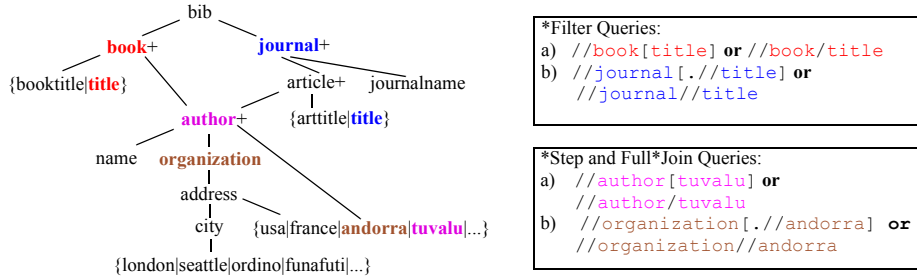 bib
book+ journal+
{booktitle|title} article+ journalname
author+ {arttitle|title}
name organization
address
city {usa|france|andorra|tuvalu|...}
{london|seattle|ordino|funafuti|...}
*Filter Queries:
a) //book[title] or //book/title
b) //journal[.//title] or
//journal//title
*Step and Full*Join Queries:
a) //author[tuvalu] or
//author/tuvalu
b) //organization[.//andorra] or
//organization//andorra